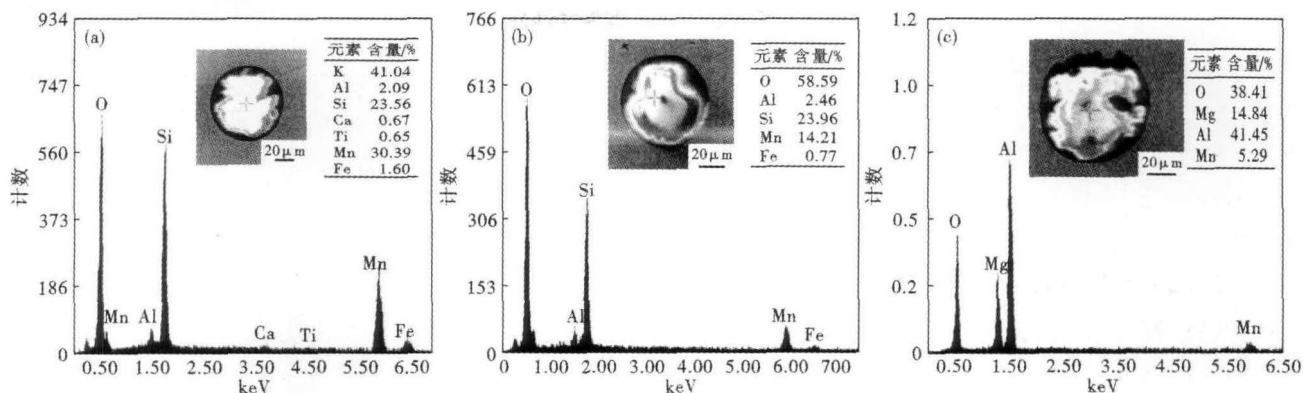 (a)
934
747
560
373
186
0
计数
元素 含量/%
K 41.04
Al 2.09
Si 23.56
Ca 0.67
Ti 0.65
Mn 30.39
Fe 1.60
20μm
O
Si
Mn
Al
Ca
Ti
Mn
Fe
0.50 1.50 2.50 3.50 4.50 5.50 6.50
keV
(b)
766
613
459
306
153
0
计数
元素 含量/%
O 58.59
Al 2.46
Si 23.96
Mn 14.21
Fe 0.77
20μm
O
Si
Al
Mn
Fe
0 1.00 2.00 3.00 4.00 5.00 6.00 700
keV
(c)
1.2
1.0
0.7
0.5
0.2
0
计数
元素 含量/%
O 38.41
Mg 14.84
Al 41.45
Mn 5.29
20μm
O
Mg
Al
Mn
0.50 1.50 2.50 3.50 4.50 5.50 6.50
keV